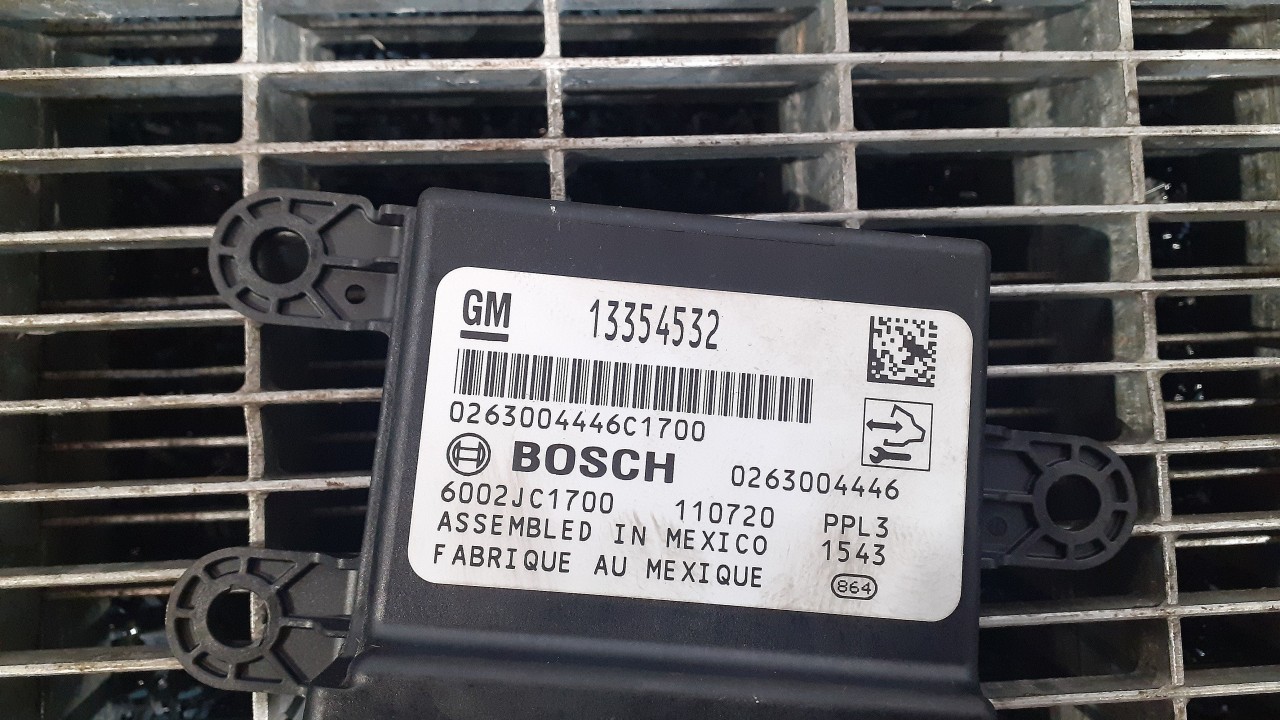 GM 13354532
0263004446C1700
BOSCH 0263004446
6002JC1700 110720 PPL3
ASSEMBLED IN MEXICO 1543
FABRIQUE AU MEXIQUE 864